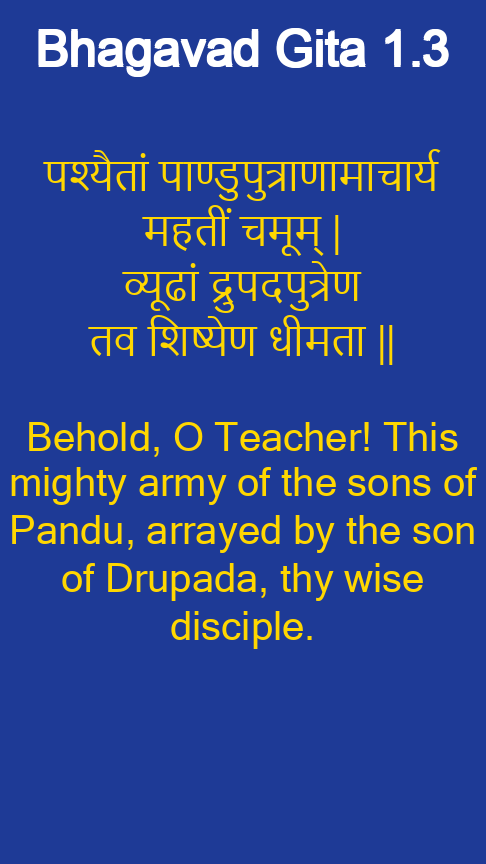 Bhagavad Gita 1.3
पश्यैतां पाण्डुपुत्राणामाचार्य
महतीं चमूम् |
व्यूढां द्रुपदपुत्रेण
तव शिष्येण धीमता ||
Behold, O Teacher! This
mighty army of the sons of
Pandu, arrayed by the son
of Drupada, thy wise
disciple.